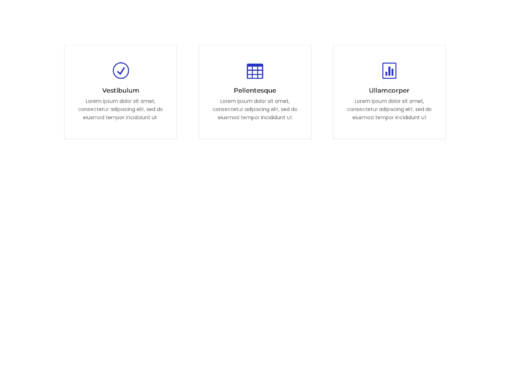 Vestibulum
Lorem ipsum dolor sit amet,
consectetur adipiscing elit, sed do
eiusmod tempor incididunt ut
Pellentesque
Lorem ipsum dolor sit amet,
consectetur adipiscing elit, sed do
eiusmod tempor incididunt ut
Ullamcorper
Lorem ipsum dolor sit amet,
consectetur adipiscing elit, sed do
eiusmod tempor incididunt ut